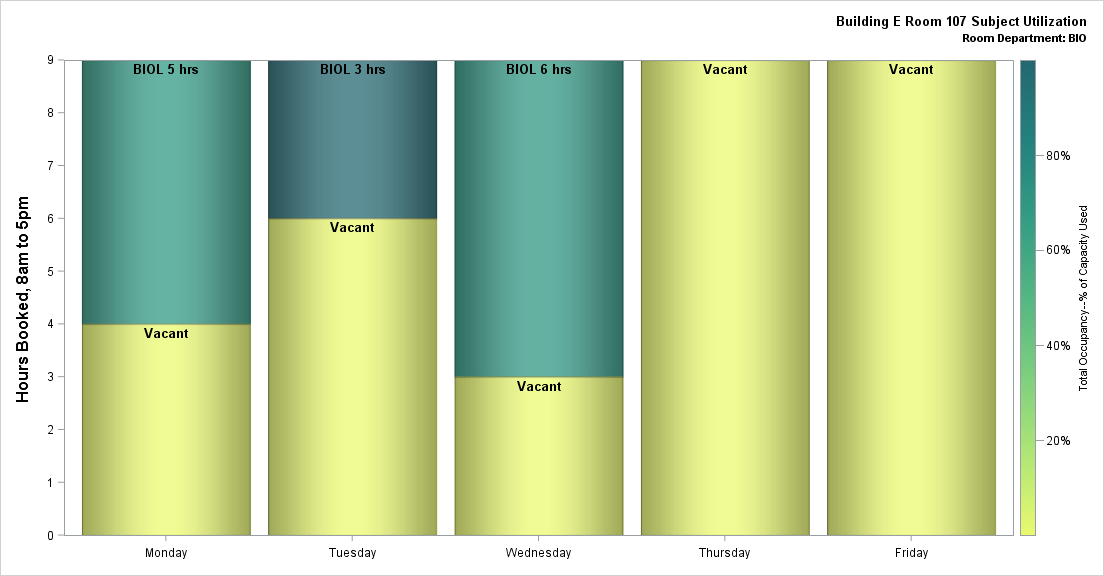 Building E Room 107 Subject Utilization
Room Department: BIO
Hours Booked, 8am to 5pm
9
8
7
6
5
4
3
2
1
0
BIOL 5 hrs
Vacant
BIOL 3 hrs
Vacant
BIOL 6 hrs
Vacant
Vacant
Vacant
Monday
Tuesday
Wednesday
Thursday
Friday
80%
60%
40%
20%
Total Occupancy--% of Capacity Used